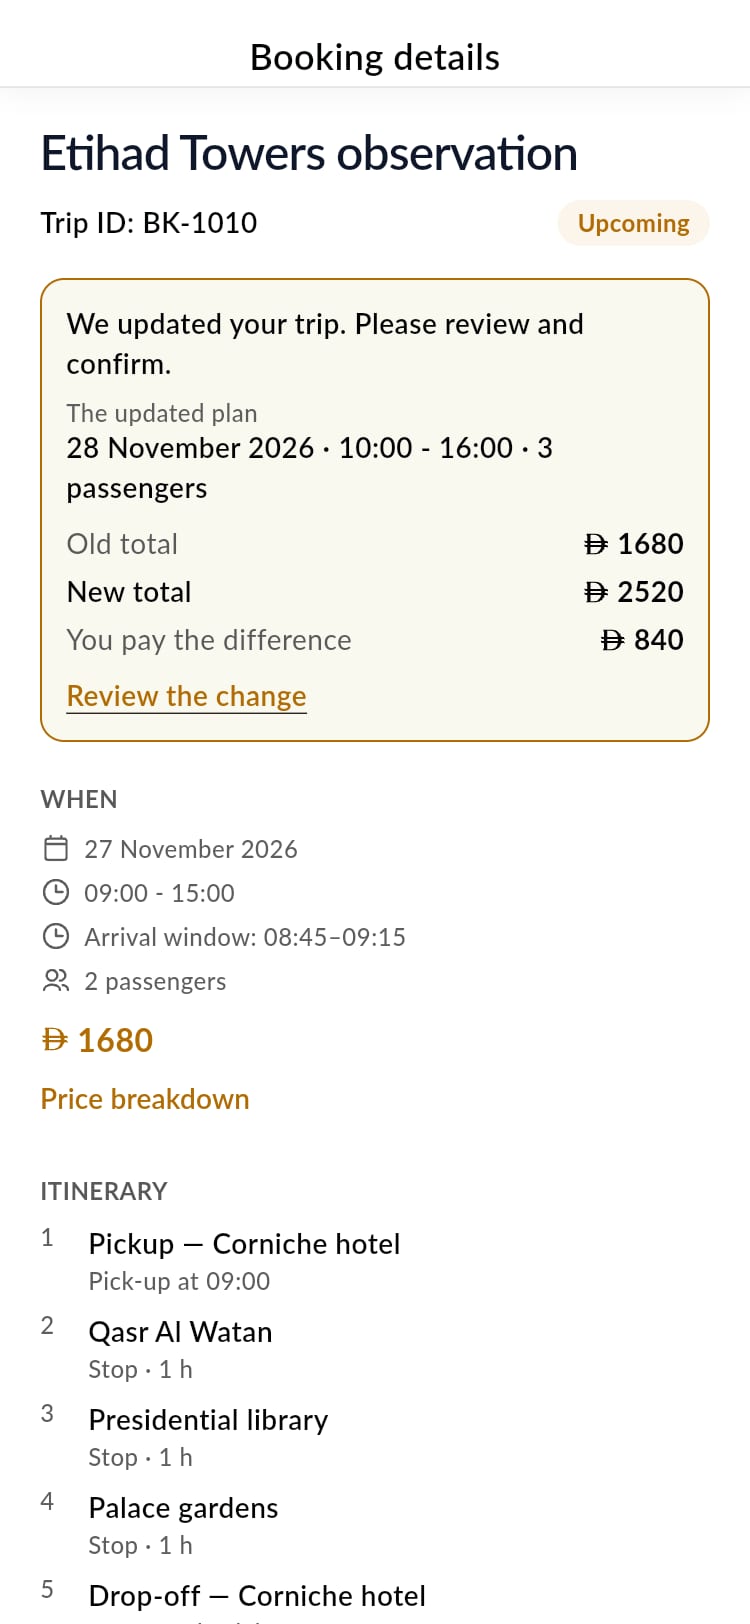 Booking details
Etihad Towers observation
Trip ID: BK-1010
Upcoming
We updated your trip. Please review and
confirm.
The updated plan
28 November 2026 · 10:00 - 16:00 · 3
passengers
Old total
 1680
New total
 2520
You pay the difference
 840
Review the change
WHEN
27 November 2026
09:00 - 15:00
Arrival window: 08:45–09:15
2 passengers
 1680
Price breakdown
ITINERARY
1
Pickup — Corniche hotel
Pick-up at 09:00
2
Qasr Al Watan
Stop · 1 h
3
Presidential library
Stop · 1 h
4
Palace gardens
Stop · 1 h
5
Drop-off — Corniche hotel